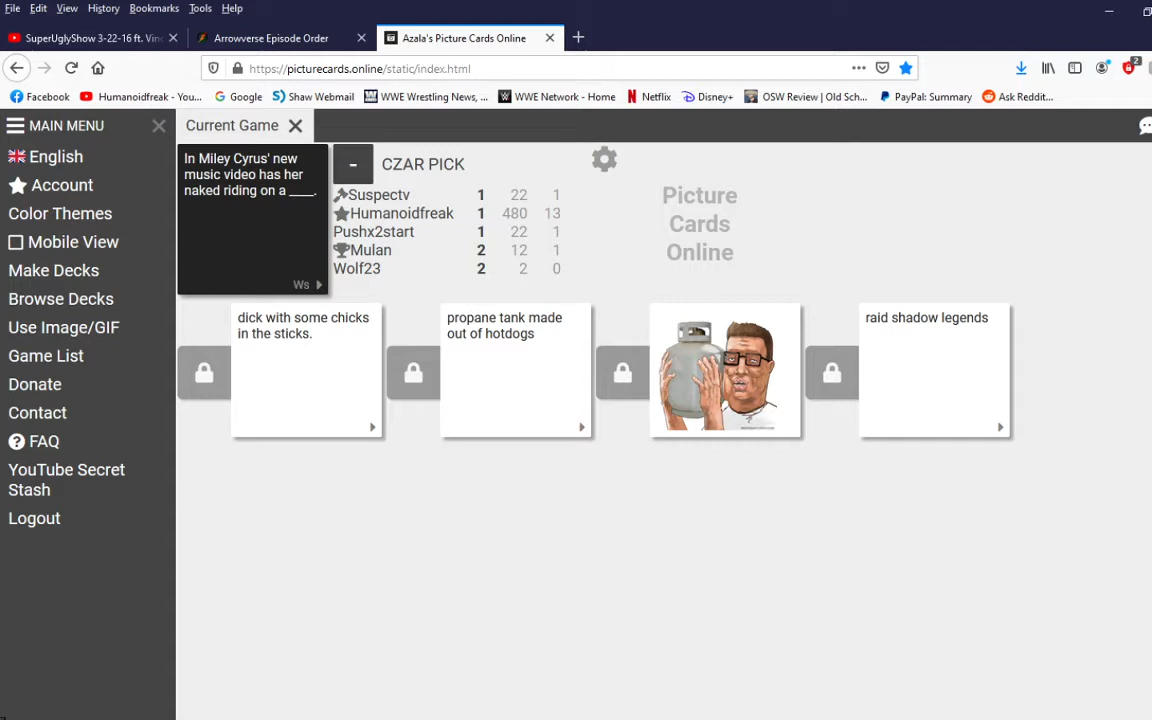 File Edit View History Bookmarks Tools Help
SuperUglyShow 3-22-16 ft. Vinc
Arrowverse Episode Order
Azala's Picture Cards Online
https://picturecards.online/static/index.html
2
Facebook
Humanoidfreak - You...
Google
Shaw Webmail
WWE Wrestling News, ...
WWE Network - Home
Netflix
Disney+
OSW Review | Old Sch...
PayPal: Summary
Ask Reddit...
MAIN MENU
English
Account
Color Themes
Mobile View
Make Decks
Browse Decks
Use Image/GIF
Game List
Donate
Contact
FAQ
YouTube Secret
Stash
Logout
Current Game
In Miley Cyrus' new
music video has her
naked riding on a ____.
Ws
-
CZAR PICK
Suspectv 1 22 1
Humanoidfreak 1 480 13
Pushx2start 1 22 1
Mulan 2 12 1
Wolf23 2 2 0
Picture
Cards
Online
dick with some chicks
in the sticks.
propane tank made
out of hotdogs
raid shadow legends